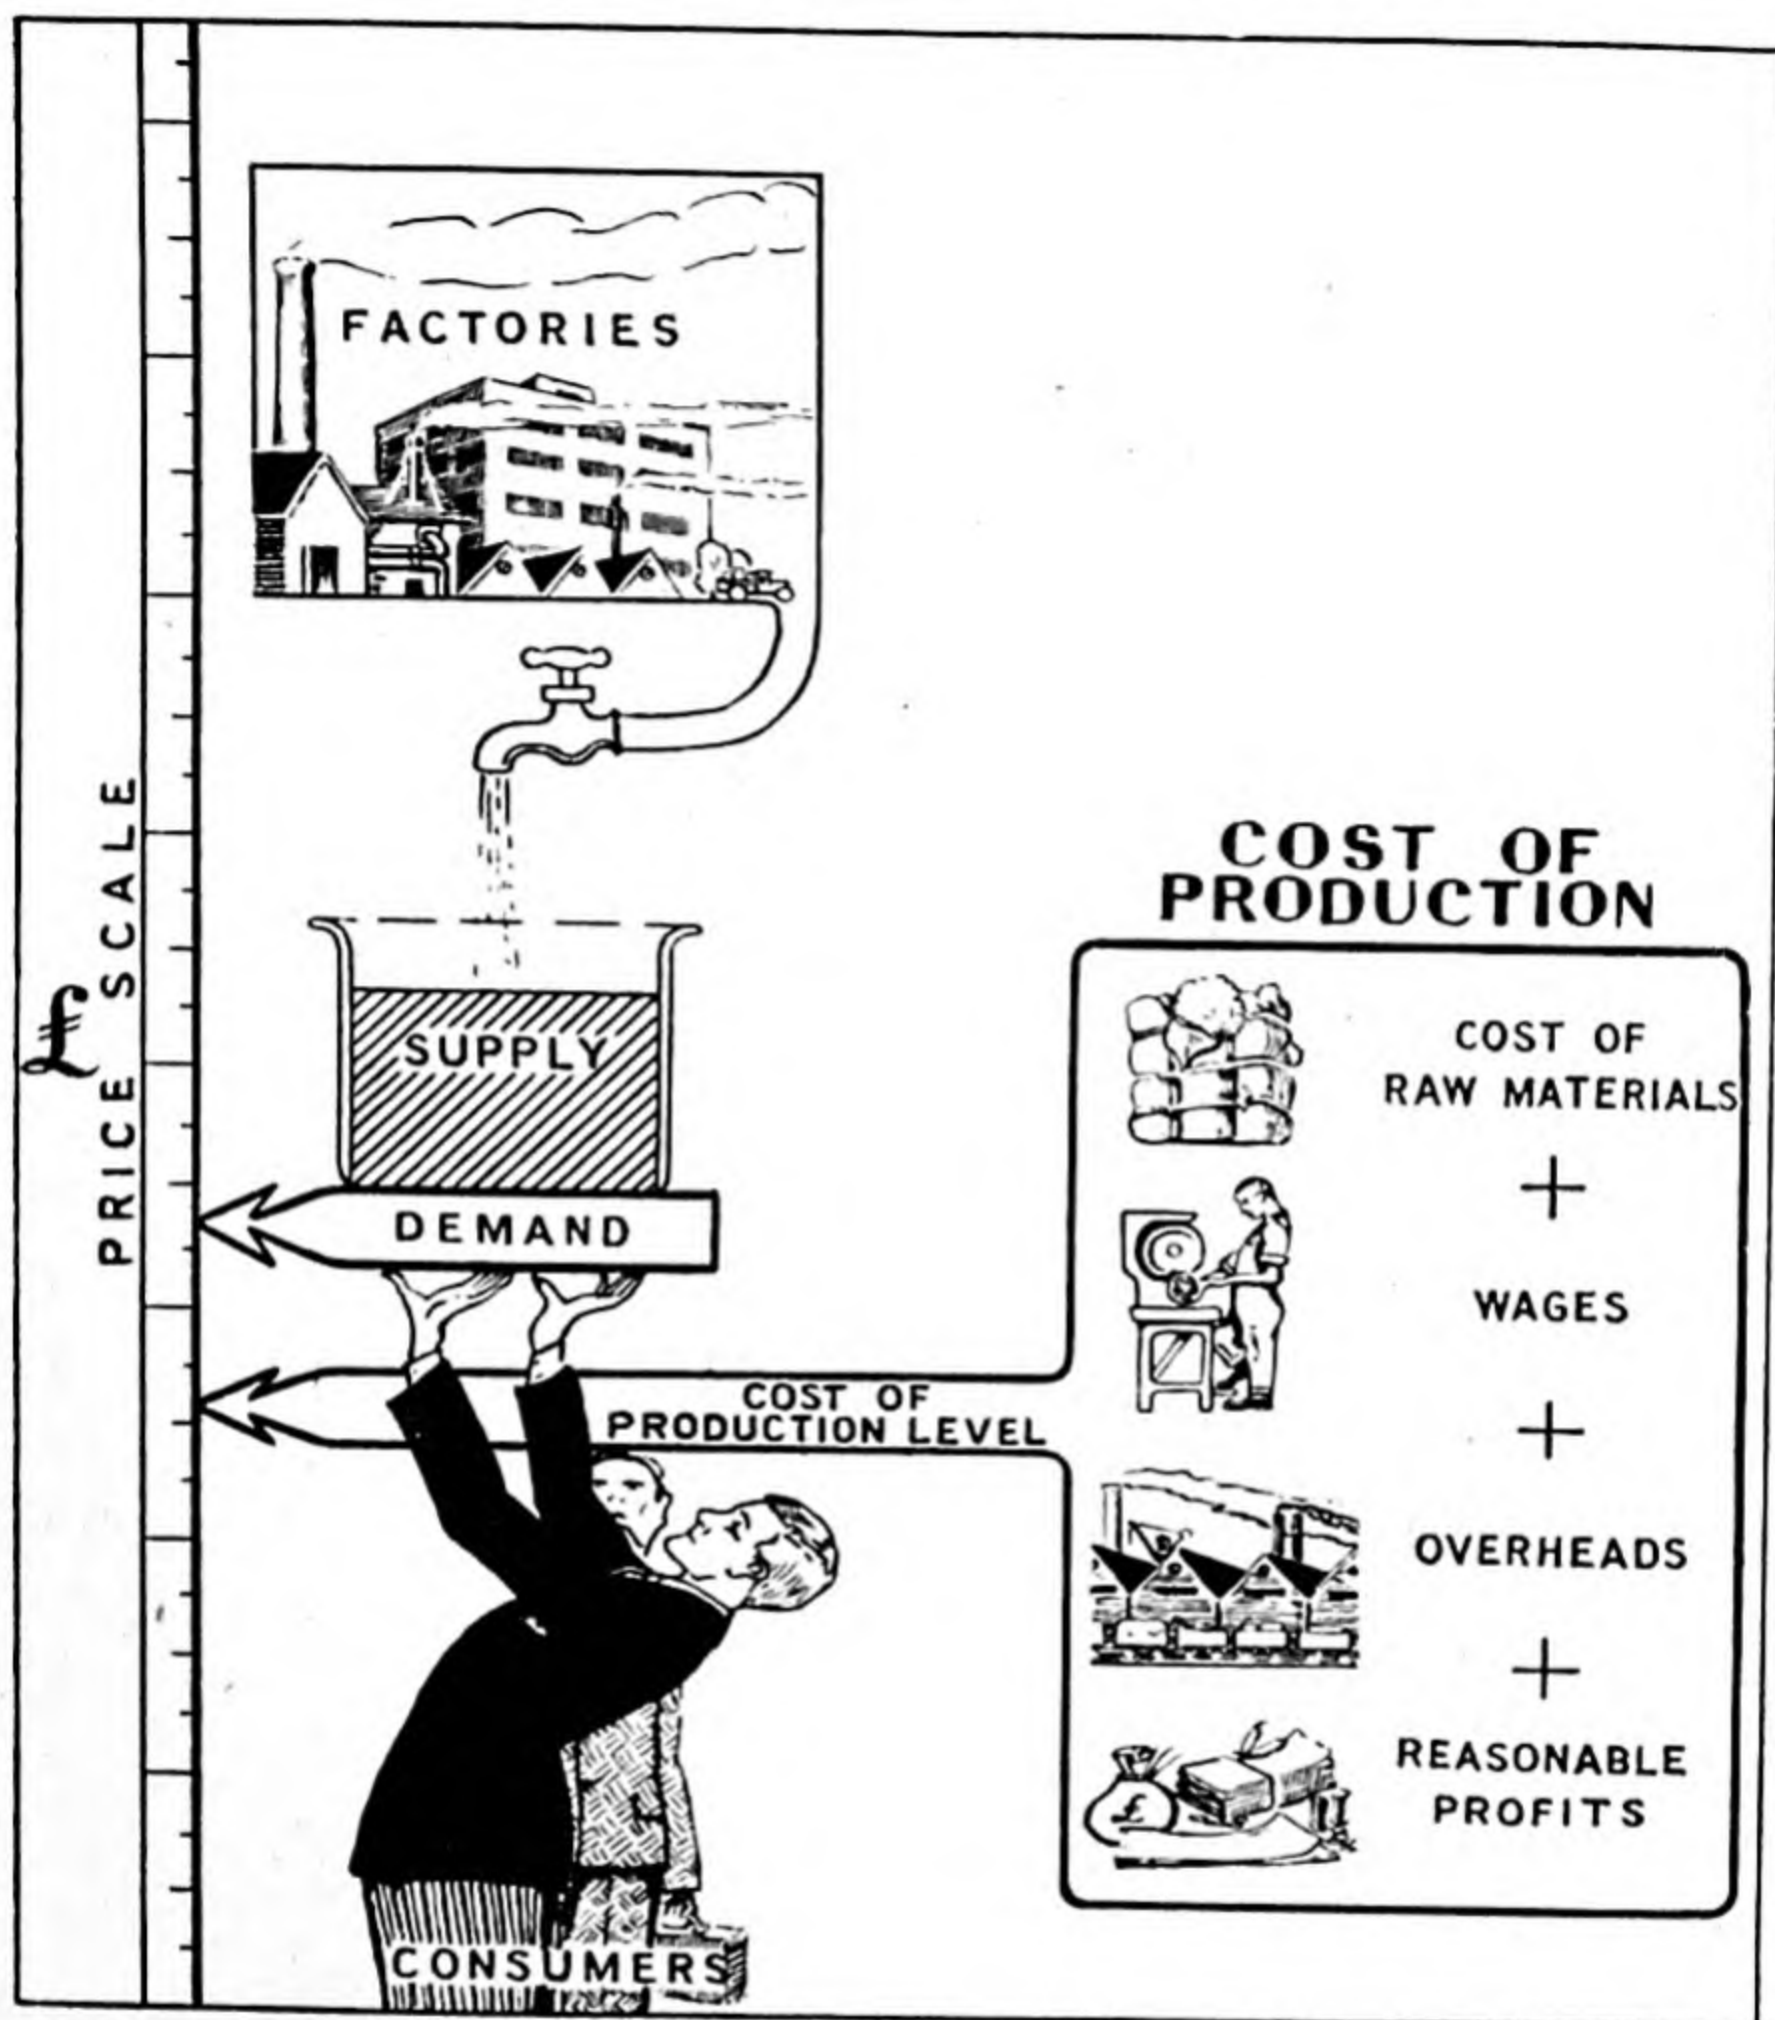 £
PRICE SCALE
FACTORIES
SUPPLY
DEMAND
COST OF
PRODUCTION LEVEL
CONSUMERS
COST OF
PRODUCTION
COST OF
RAW MATERIALS
+
WAGES
+
OVERHEADS
+
REASONABLE
PROFITS
£